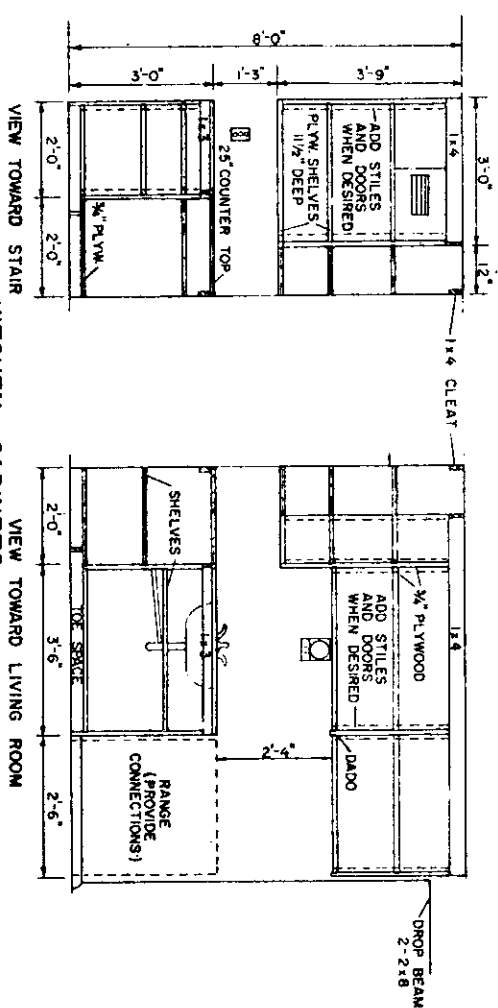 8'-0"
3'-0"
1'-3"
3'-9"
3'-0"
12"
1x4
ADD STILES
AND DOORS
WHEN DESIRED
PLYW. SHELVES
11 1/2" DEEP
25" COUNTER TOP
1x3
3/4" PLYW.
2'-0"
2'-0"
VIEW TOWARD STAIR
1x4 CLEAT
1x4
3/4" PLYWOOD
ADD STILES
AND DOORS
WHEN DESIRED
DADO
DROP BEAM
2-2x8
2'-4"
SHELVES
1x3
TOE SPACE
RANGE
(PROVIDE
CONNECTIONS)
2'-0"
3'-6"
2'-6"
VIEW TOWARD LIVING ROOM